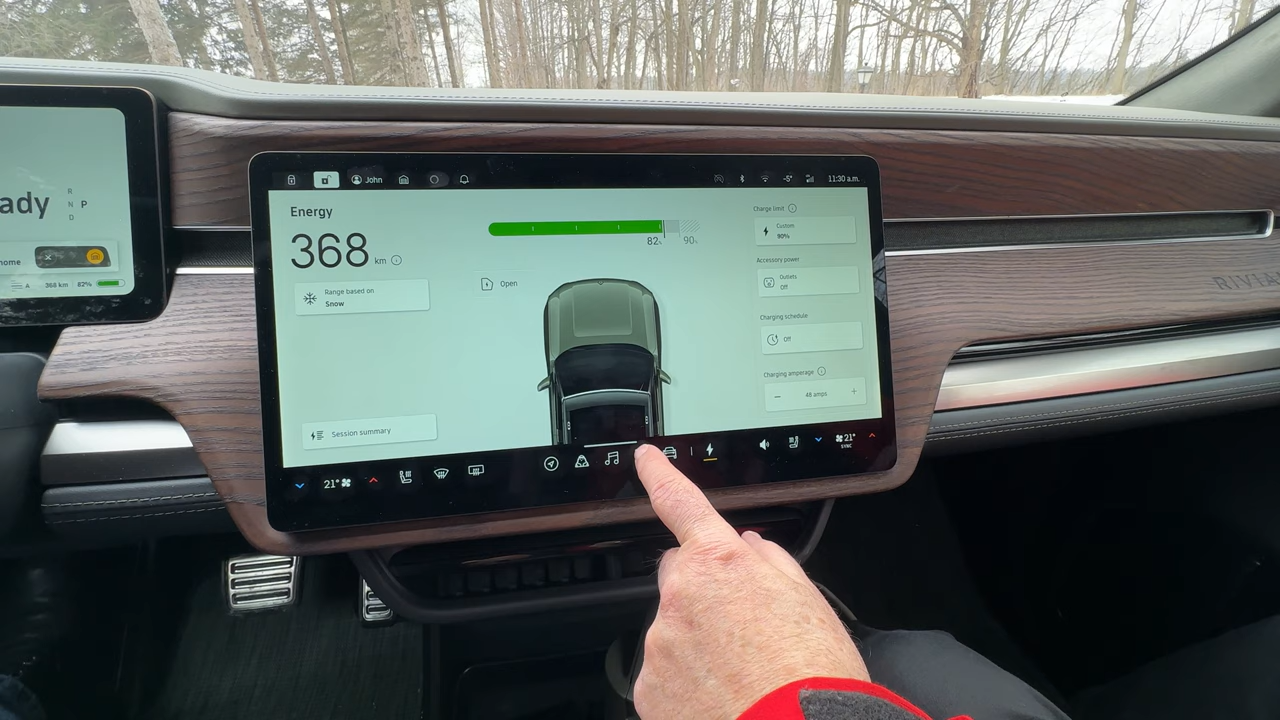 ady
R
N P
D
home
A 368 km 82%
John
-5°
11:30 a.m.
Energy
368 km
Range based on
Snow
Session summary
82%
90%
Open
Charge limit
Custom
90%
Accessory power
Outlets
Off
Charging schedule
Off
Charging amperage
48 amps
21°
21°
SYNC
RIVIA